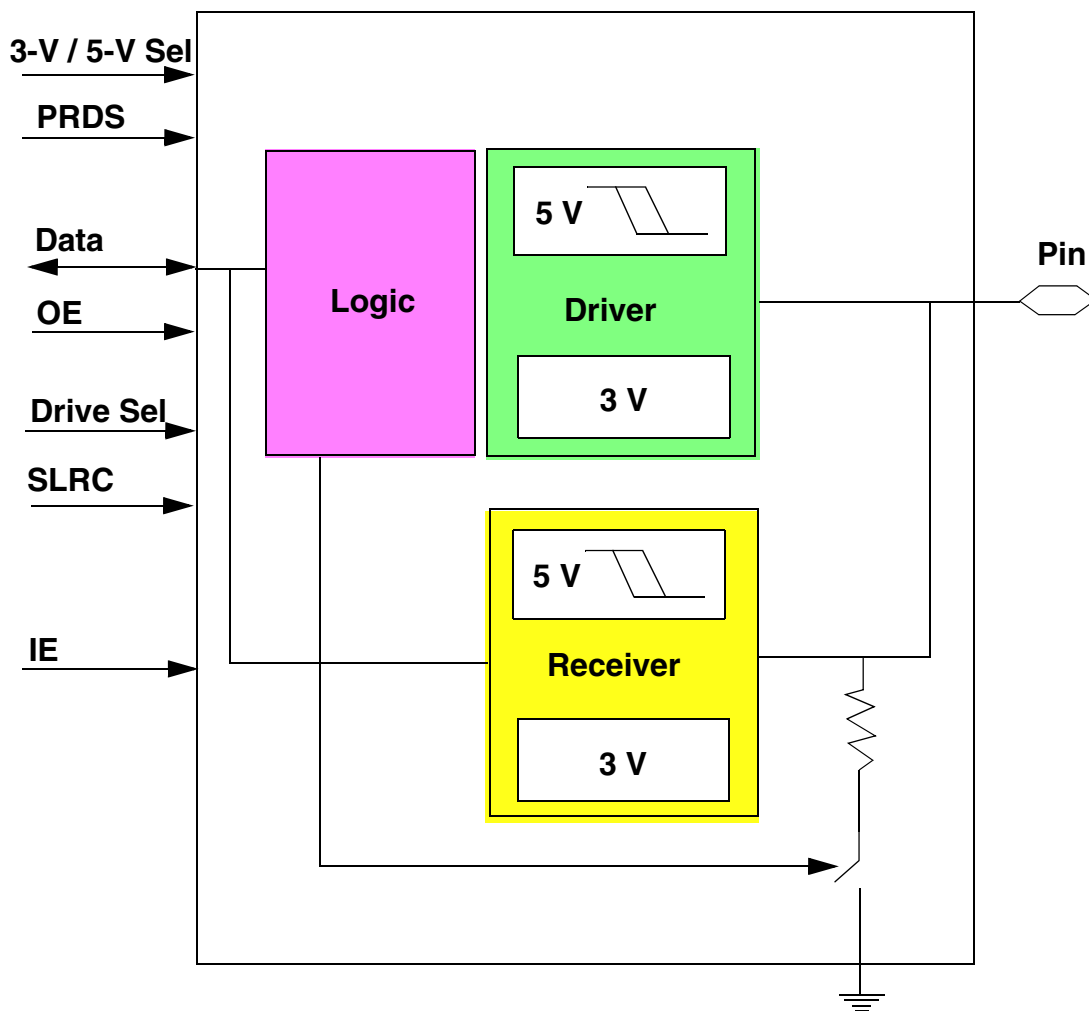 3-V / 5-V Sel
PRDS
Data
OE
Drive Sel
SLRC
IE
Logic
5 V
Driver
3 V
5 V
Receiver
3 V
Pin